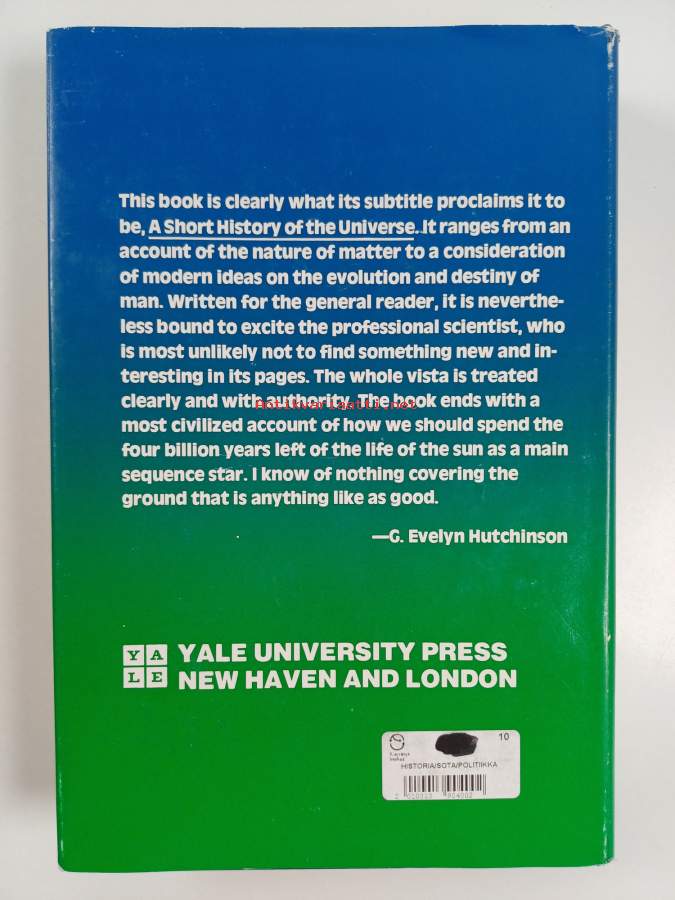 This book is clearly what its subtitle proclaims it to
be, A Short History of the Universe. It ranges from an
account of the nature of matter to a consideration
of modern ideas on the evolution and destiny of
man. Written for the general reader, it is neverthe-
less bound to excite the professional scientist, who
is most unlikely not to find something new and in-
teresting in its pages. The whole vista is treated
clearly and with authority. The book ends with a
antikvariaatti.net
most civilized account of how we should spend the
four billion years left of the life of the sun as a main
sequence star. I know of nothing covering the
ground that is anything like as good.
—G. Evelyn Hutchinson
YA
LE
YALE UNIVERSITY PRESS
NEW HAVEN AND LONDON
10
HISTORIA/SOTA/POLITIIKKA